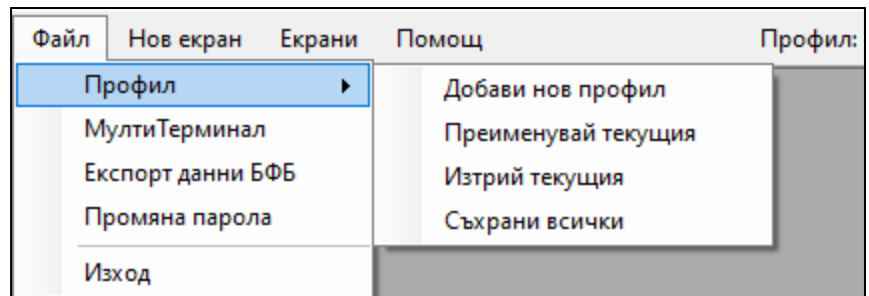 Файл Нов екран Екрани Помощ Профил:
Профил
МултиТерминал
Експорт данни БФБ
Промяна парола
Изход
Добави нов профил
Преименувай текущия
Изтрий текущия
Съхрани всички